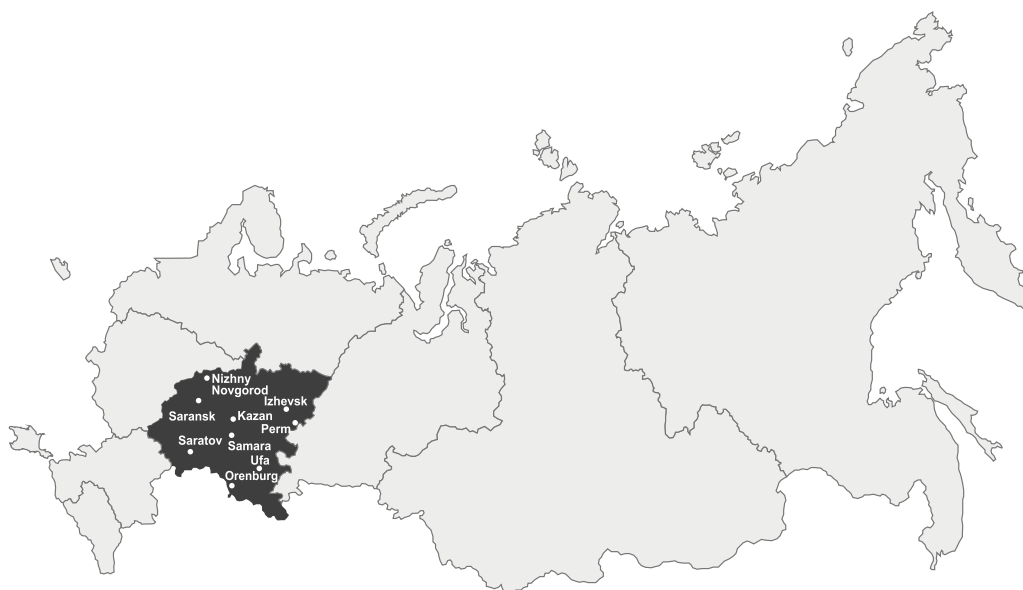 Nizhny
Novgorod
Izhevsk
Saransk
Kazan
Perm
Saratov
Samara
Ufa
Orenburg